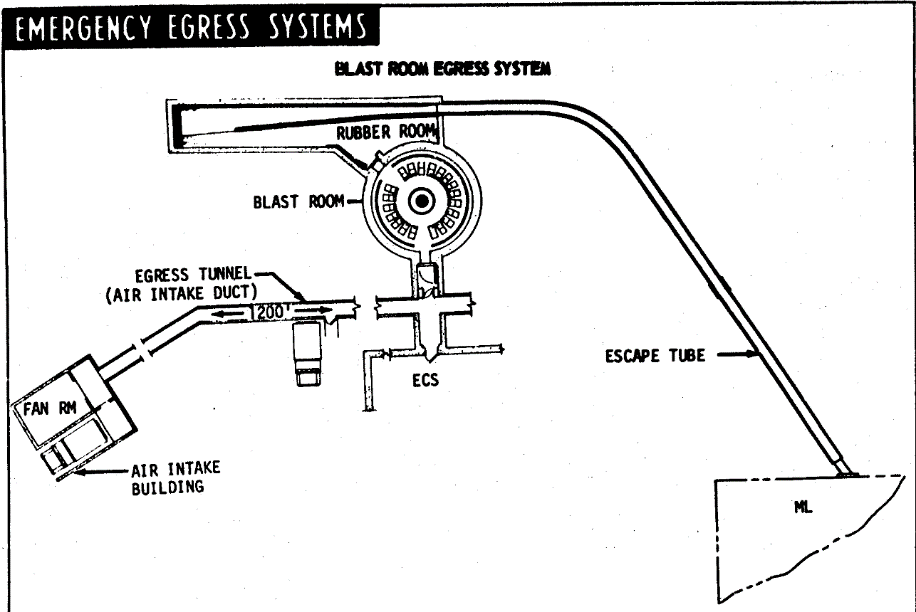 EMERGENCY EGRESS SYSTEMS
BLAST ROOM EGRESS SYSTEM
RUBBER ROOM
BLAST ROOM
EGRESS TUNNEL
(AIR INTAKE DUCT)
1200'
ESCAPE TUBE
ECS
FAN RM
AIR INTAKE
BUILDING
ML